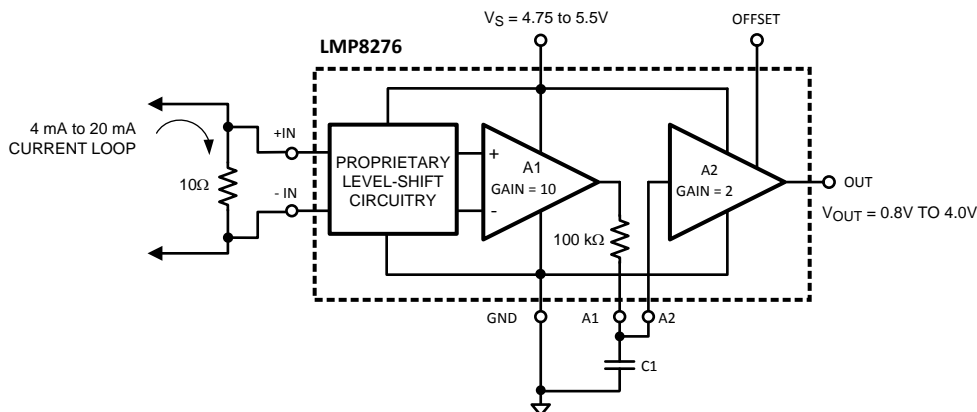 V_S = 4.75 to 5.5V
OFFSET
LMP8276
4 mA to 20 mA
CURRENT LOOP
+IN
10Ω
- IN
PROPRIETARY
LEVEL-SHIFT
CIRCUITRY
+
-
A1
GAIN = 10
100 kΩ
A2
GAIN = 2
OUT
V_OUT = 0.8V TO 4.0V
GND
A1
A2
C1